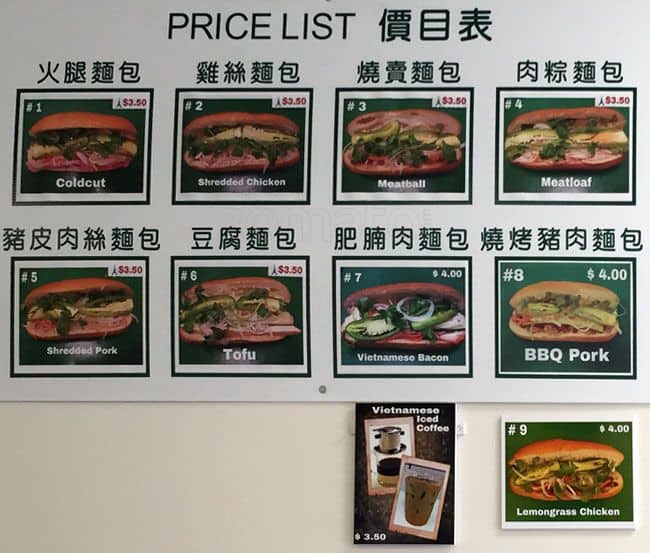 PRICE LIST 價目表
火腿麵包 雞絲麵包 燒賣麵包 肉粽麵包
#1 $3.50
Coldcut
#2 $3.50
Shredded Chicken
#3 $3.50
Meatball
#4 $3.50
Meatloaf
豬皮肉絲麵包 豆腐麵包 肥腩肉麵包 燒烤豬肉麵包
#5 $3.50
Shredded Pork
#6 $3.50
Tofu
#7 $4.00
Vietnamese Bacon
#8 $4.00
BBQ Pork
Vietnamese
Iced
Coffee
$3.50
#9 $4.00
Lemongrass Chicken